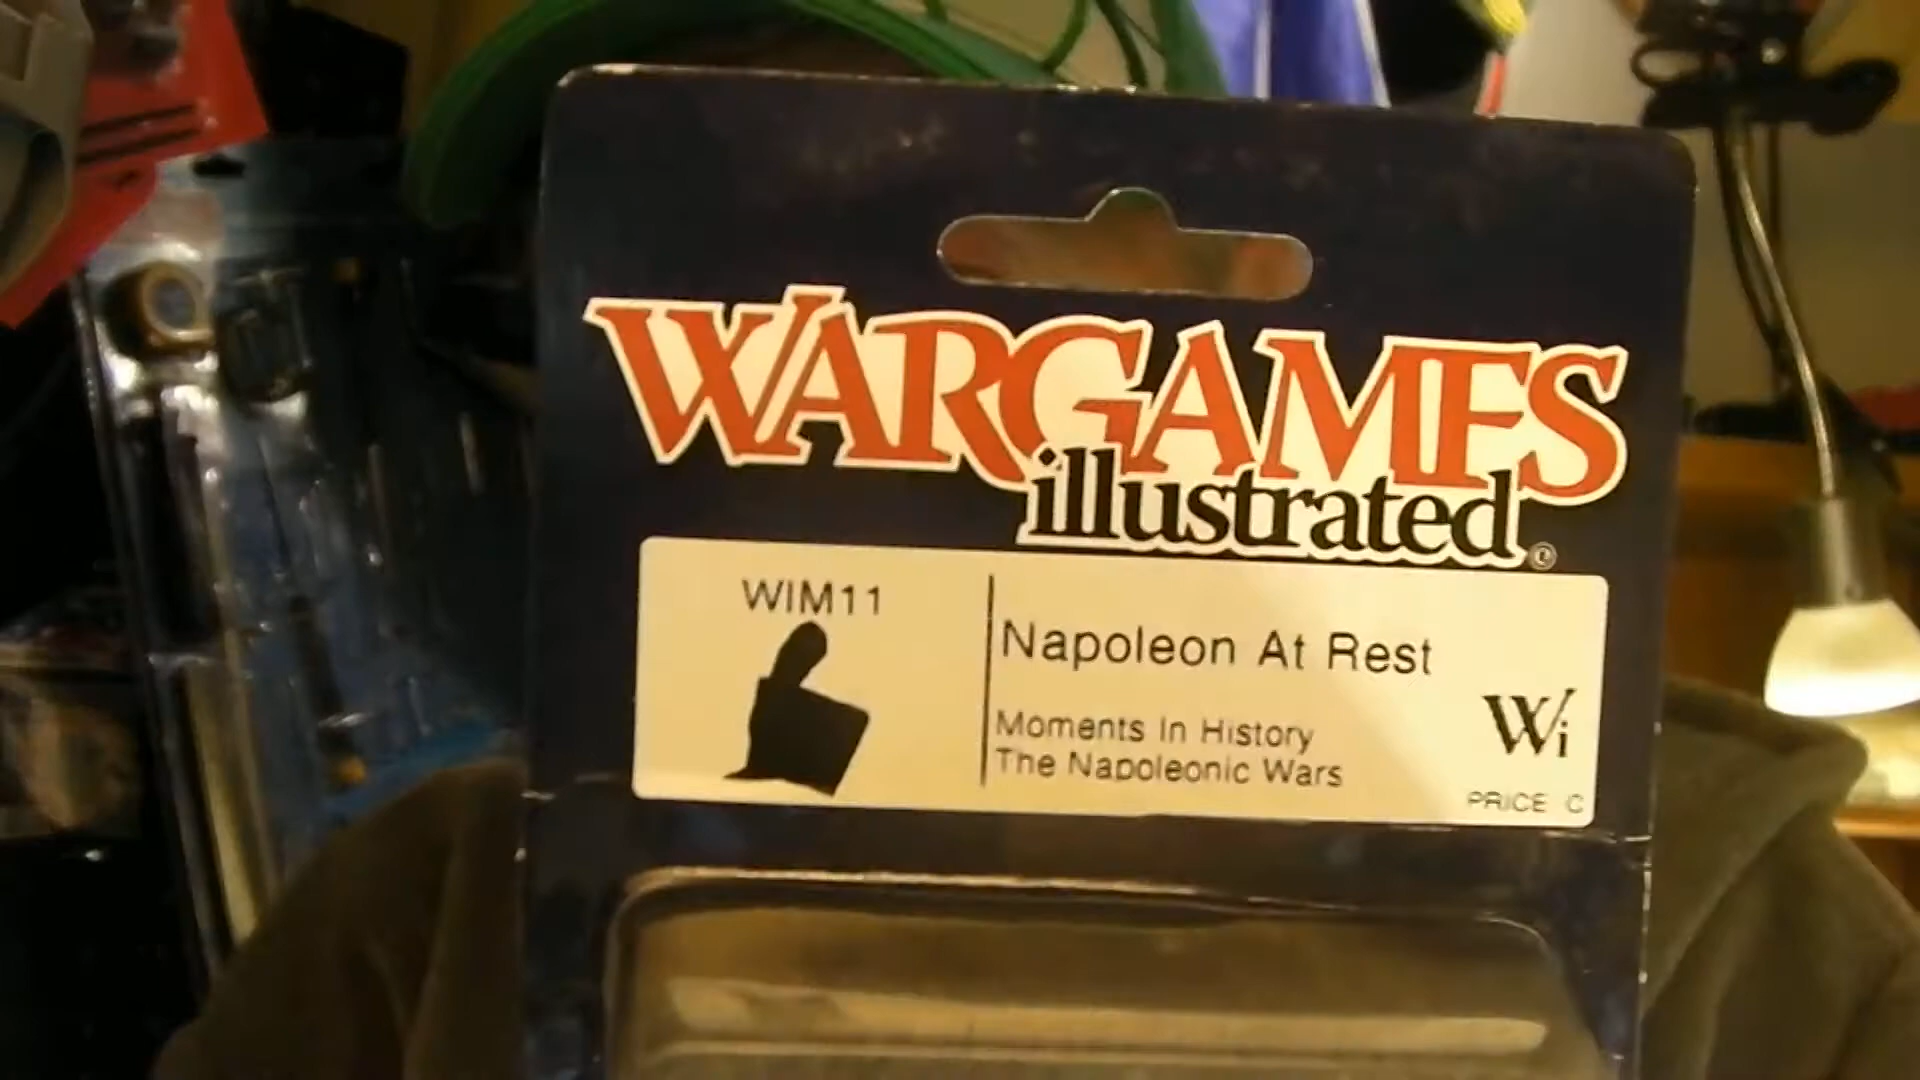 WARGAMES
illustrated
WIM11
Napoleon At Rest
Moments In History
The Napoleonic Wars
Wi
PRICE C